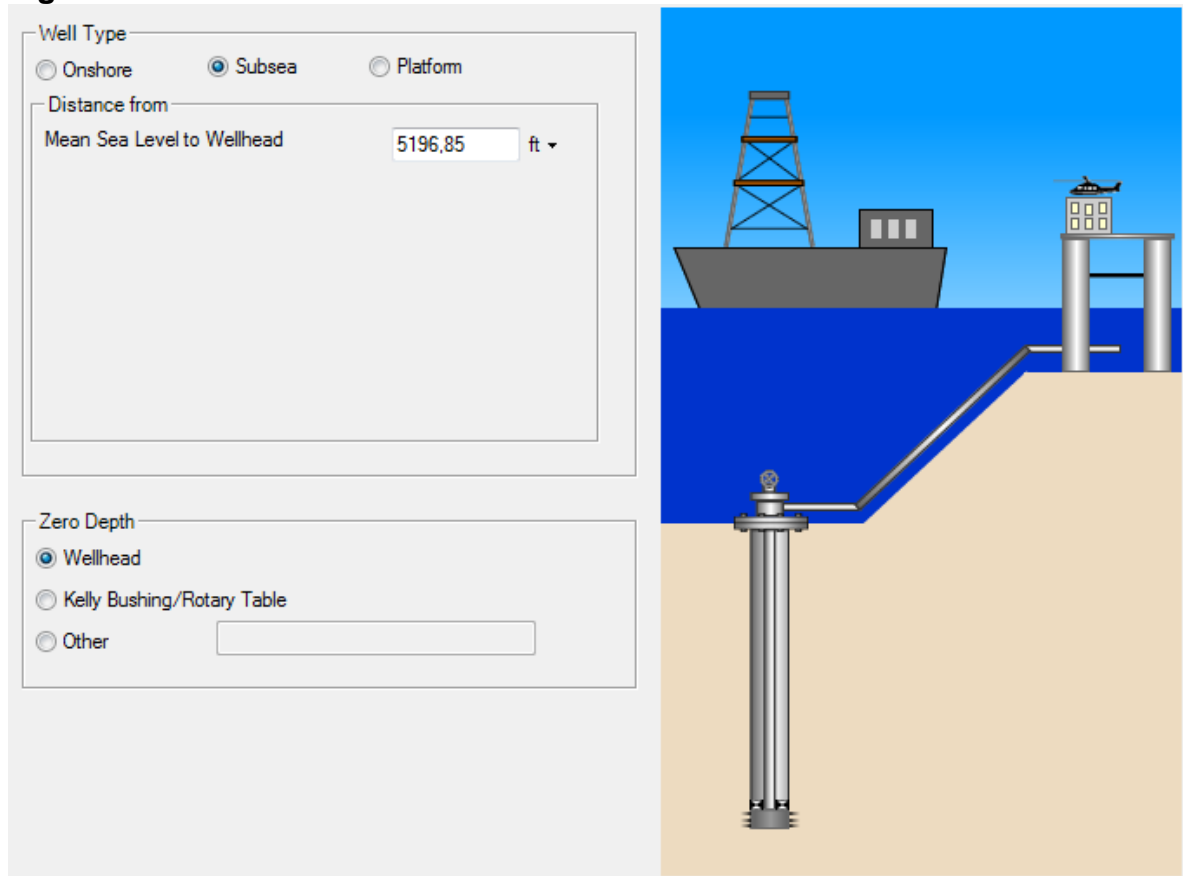 Well Type
Onshore Subsea Platform
Distance from
Mean Sea Level to Wellhead 5196,85 ft
Zero Depth
Wellhead
Kelly Bushing/Rotary Table
Other